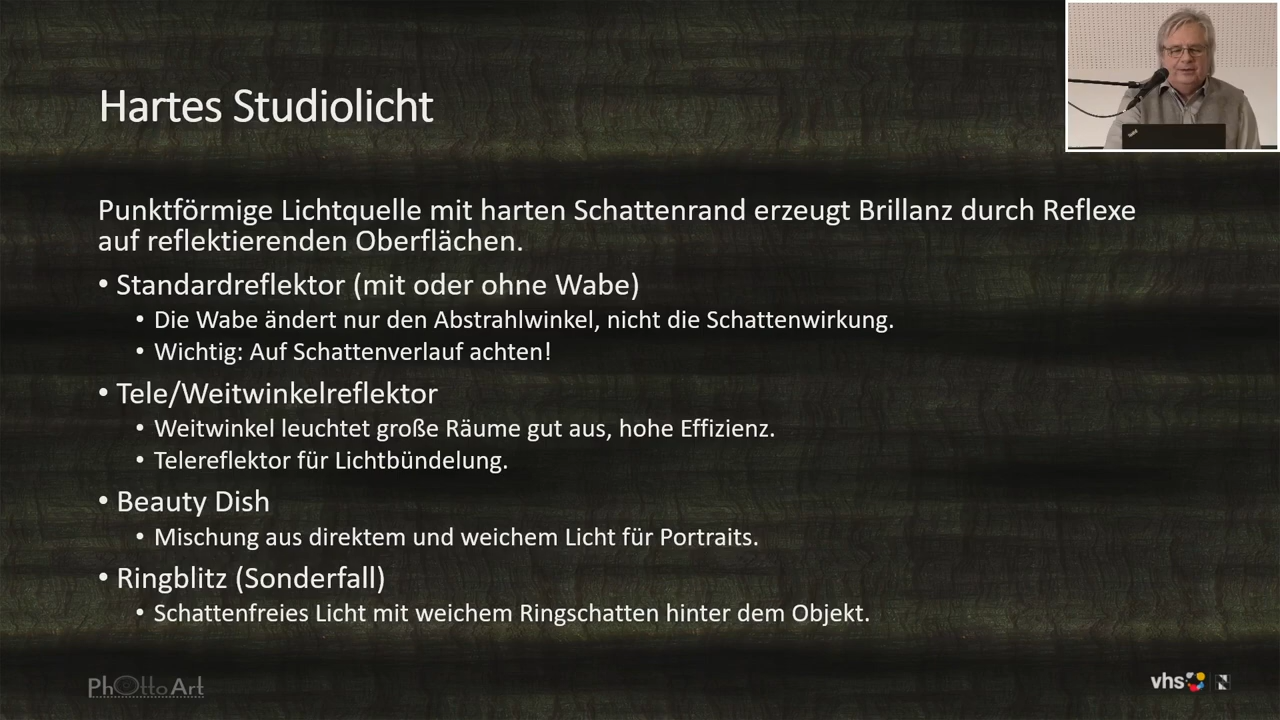 Hartes Studiolicht
Punktförmige Lichtquelle mit harten Schattenrand erzeugt Brillanz durch Reflexe
auf reflektierenden Oberflächen.
• Standardreflektor (mit oder ohne Wabe)
• Die Wabe ändert nur den Abstrahlwinkel, nicht die Schattenwirkung.
• Wichtig: Auf Schattenverlauf achten!
• Tele/Weitwinkelreflektor
• Weitwinkel leuchtet große Räume gut aus, hohe Effizienz.
• Telereflektor für Lichtbündelung.
• Beauty Dish
• Mischung aus direktem und weichem Licht für Portraits.
• Ringblitz (Sonderfall)
• Schattenfreies Licht mit weichem Ringschatten hinter dem Objekt.
PhOtto Art
vhs